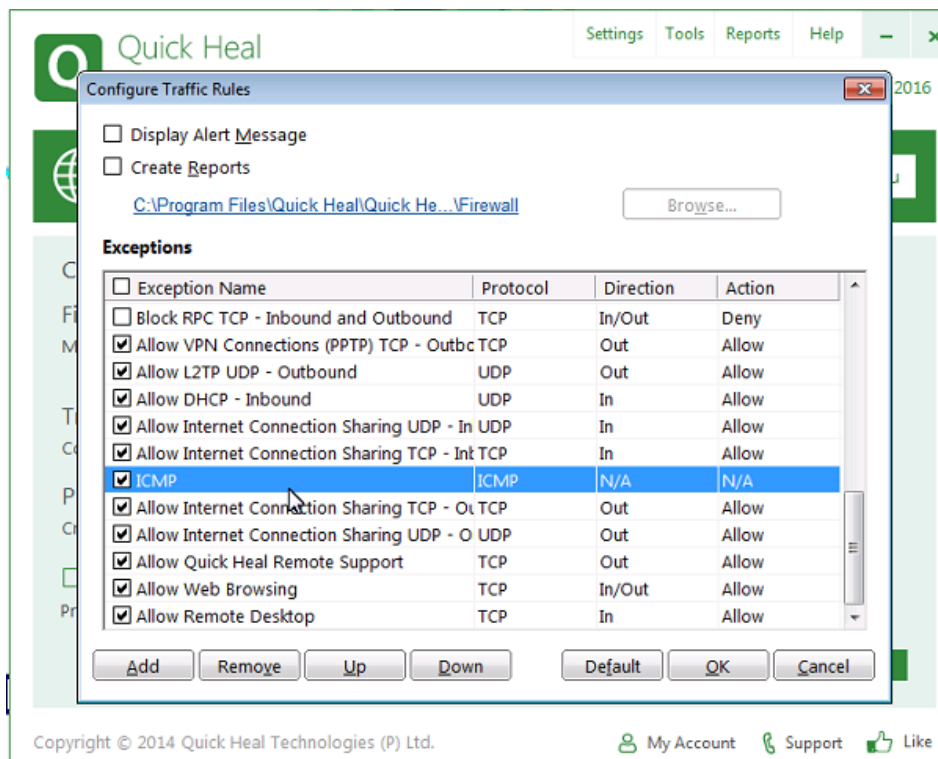 Quick Heal
Settings Tools Reports Help
2016
Configure Traffic Rules
Display Alert Message
Create Reports
C:\Program Files\Quick Heal\Quick He...\Firewall
Browse...
Exceptions
Exception Name Protocol Direction Action
Block RPC TCP - Inbound and Outbound TCP In/Out Deny
Allow VPN Connections (PPTP) TCP - Outbo TCP Out Allow
Allow L2TP UDP - Outbound UDP Out Allow
Allow DHCP - Inbound UDP In Allow
Allow Internet Connection Sharing UDP - In UDP In Allow
Allow Internet Connection Sharing TCP - Int TCP In Allow
ICMP ICMP N/A N/A
Allow Internet Connection Sharing TCP - Ou TCP Out Allow
Allow Internet Connection Sharing UDP - O UDP Out Allow
Allow Quick Heal Remote Support TCP Out Allow
Allow Web Browsing TCP In/Out Allow
Allow Remote Desktop TCP In Allow
Add Remove Up Down Default OK Cancel
Copyright © 2014 Quick Heal Technologies (P) Ltd.
My Account Support Like